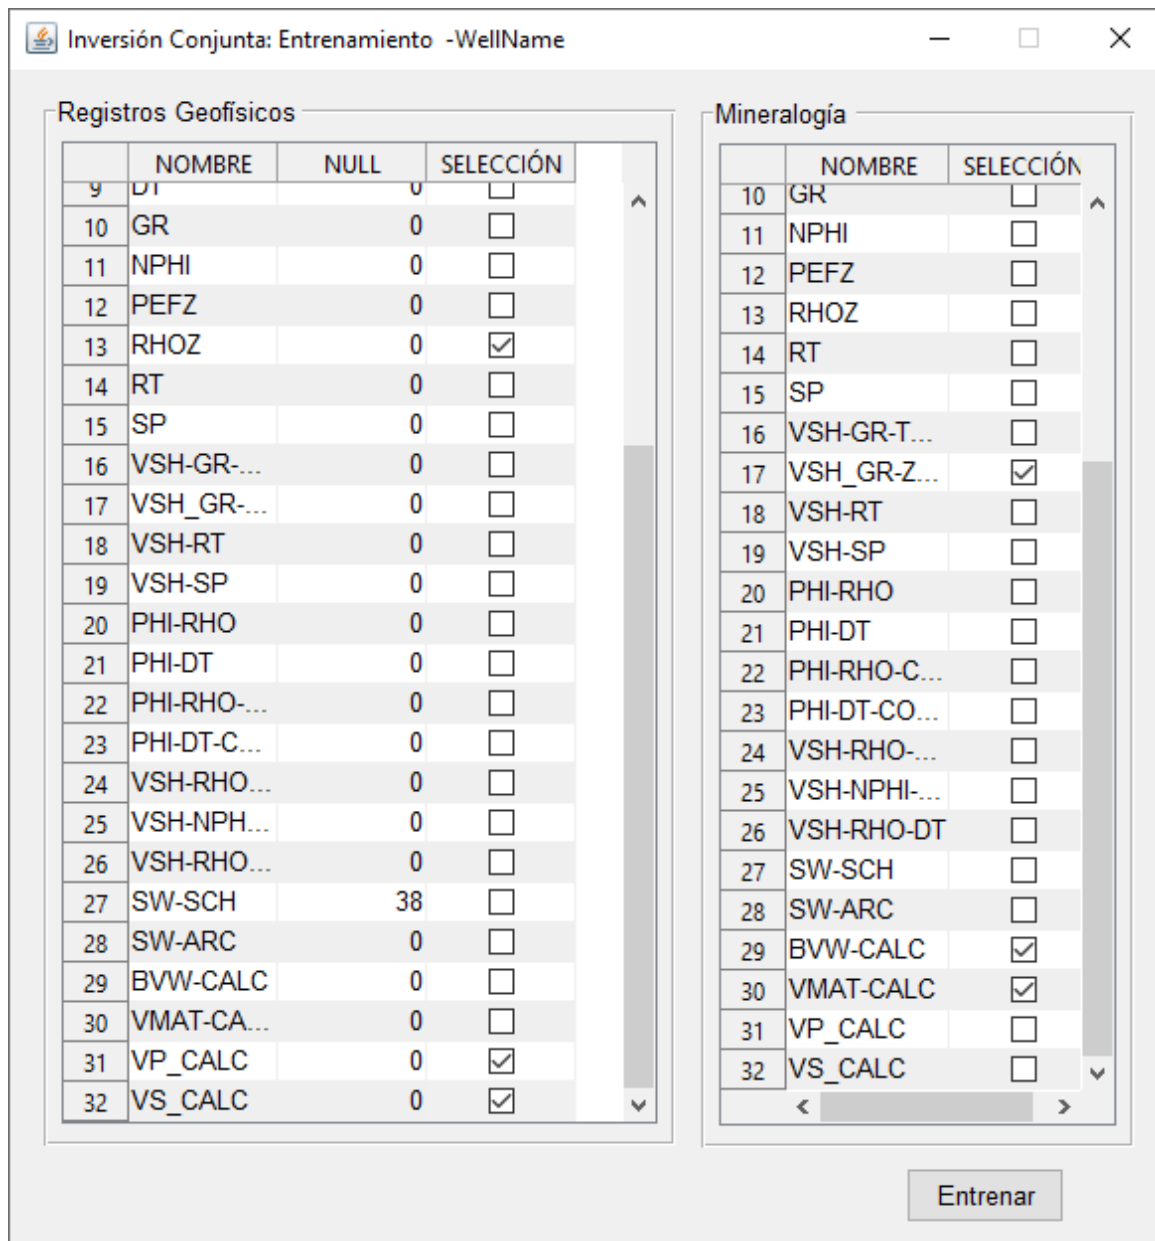 Inversión Conjunta: Entrenamiento -WellName
Registros Geofísicos
NOMBRE NULL SELECCIÓN
9 DT 0
10 GR 0
11 NPHI 0
12 PEFZ 0
13 RHOZ 0
14 RT 0
15 SP 0
16 VSH-GR-... 0
17 VSH_GR-... 0
18 VSH-RT 0
19 VSH-SP 0
20 PHI-RHO 0
21 PHI-DT 0
22 PHI-RHO-... 0
23 PHI-DT-C... 0
24 VSH-RHO... 0
25 VSH-NPH... 0
26 VSH-RHO... 0
27 SW-SCH 38
28 SW-ARC 0
29 BVW-CALC 0
30 VMAT-CA... 0
31 VP_CALC 0
32 VS_CALC 0
Mineralogía
NOMBRE SELECCIÓN
10 GR
11 NPHI
12 PEFZ
13 RHOZ
14 RT
15 SP
16 VSH-GR-T...
17 VSH_GR-Z...
18 VSH-RT
19 VSH-SP
20 PHI-RHO
21 PHI-DT
22 PHI-RHO-C...
23 PHI-DT-CO...
24 VSH-RHO-...
25 VSH-NPHI-...
26 VSH-RHO-DT
27 SW-SCH
28 SW-ARC
29 BVW-CALC
30 VMAT-CALC
31 VP_CALC
32 VS_CALC
Entrenar